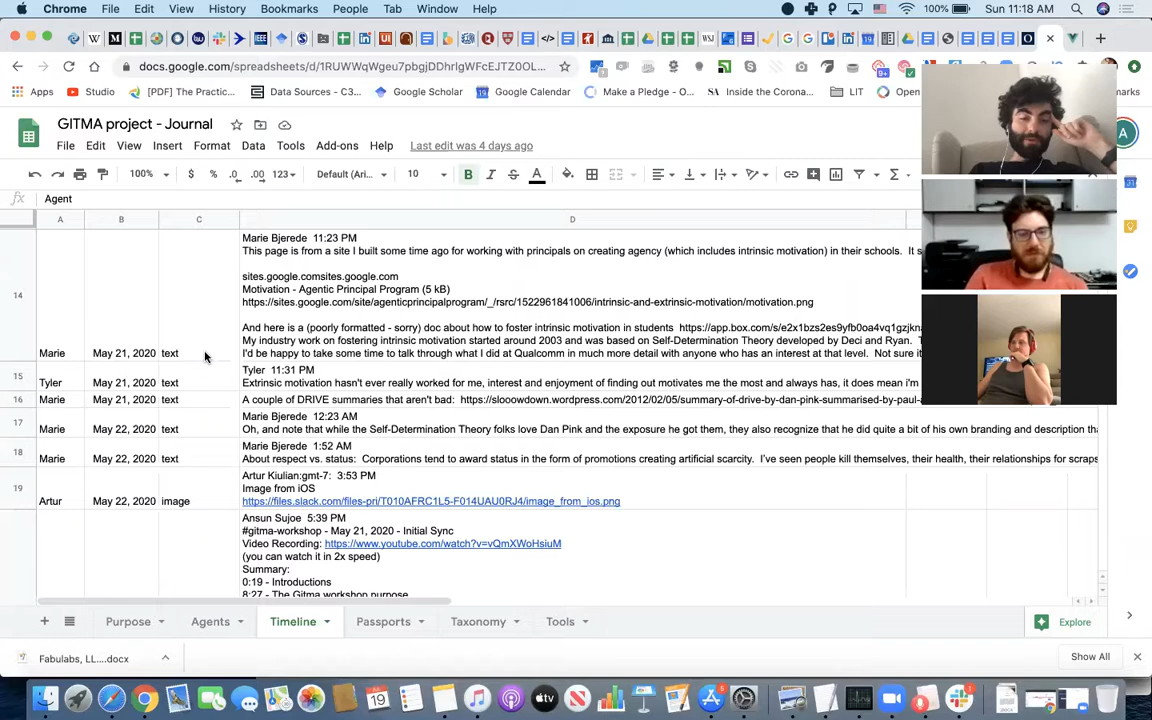 Chrome File Edit View History Bookmarks People Tab Window Help 100% Sun 11:18 AM
docs.google.com/spreadsheets/d/1RUWWqWgeu7pbgjDDhrIgWFcEJTZ0OL...
Apps Studio [PDF] The Practic... Data Sources - C3... Google Scholar Google Calendar Make a Pledge - O... Inside the Corona... LIT Open marks
GITMA project - Journal
File Edit View Insert Format Data Tools Add-ons Help Last edit was 4 days ago
100% $ % .0 .00 123 Default (Ari... 10 B I S A
fx Agent
A B C D
Marie Bjerede 11:23 PM
This page is from a site I built some time ago for working with principals on creating agency (which includes intrinsic motivation) in their schools. It s
sites.google.comsites.google.com
Motivation - Agentic Principal Program (5 kB)
14
https://sites.google.com/site/agenticprincipalprogram/_/rsrc/1522961841006/intrinsic-and-extrinsic-motivation/motivation.png
And here is a (poorly formatted - sorry) doc about how to foster intrinsic motivation in students https://app.box.com/s/e2x1bzs2es9yfb0oa4vq1gzjkn
My industry work on fostering intrinsic motivation started around 2003 and was based on Self-Determination Theory developed by Deci and Ryan. T
Marie May 21, 2020 text I'd be happy to take some time to talk through what I did at Qualcomm in much more detail with anyone who has an interest at that level. Not sure it
15 Tyler 11:31 PM
Tyler May 21, 2020 text Extrinsic motivation hasn't ever really worked for me, interest and enjoyment of finding out motivates me the most and always has, it does mean i'm
16 Marie May 21, 2020 text A couple of DRIVE summaries that aren't bad: https://slooowdown.wordpress.com/2012/02/05/summary-of-drive-by-dan-pink-summarised-by-paul-
17 Marie Bjerede 12:23 AM
Marie May 22, 2020 text Oh, and note that while the Self-Determination Theory folks love Dan Pink and the exposure he got them, they also recognize that he did quite a bit of his own branding and description tha
18 Marie Bjerede 1:52 AM
Marie May 22, 2020 text About respect vs. status: Corporations tend to award status in the form of promotions creating artificial scarcity. I've seen people kill themselves, their health, their relationships for scraps
19 Artur Kiulian:gmt-7: 3:53 PM
Image from iOS
Artur May 22, 2020 image https://files.slack.com/files-pri/T010AFRC1L5-F014UAU0RJ4/image_from_ios.png
Ansun Sujoe 5:39 PM
#gitma-workshop - May 21, 2020 - Initial Sync
Video Recording: https://www.youtube.com/watch?v=vQmXWoHsiuM
(you can watch it in 2x speed)
Summary:
0:19 - Introductions
8:27 - The Gitma workshop purpose
Purpose Agents Timeline Passports Taxonomy Tools Explore
Fabulabs, LL....docx Show All